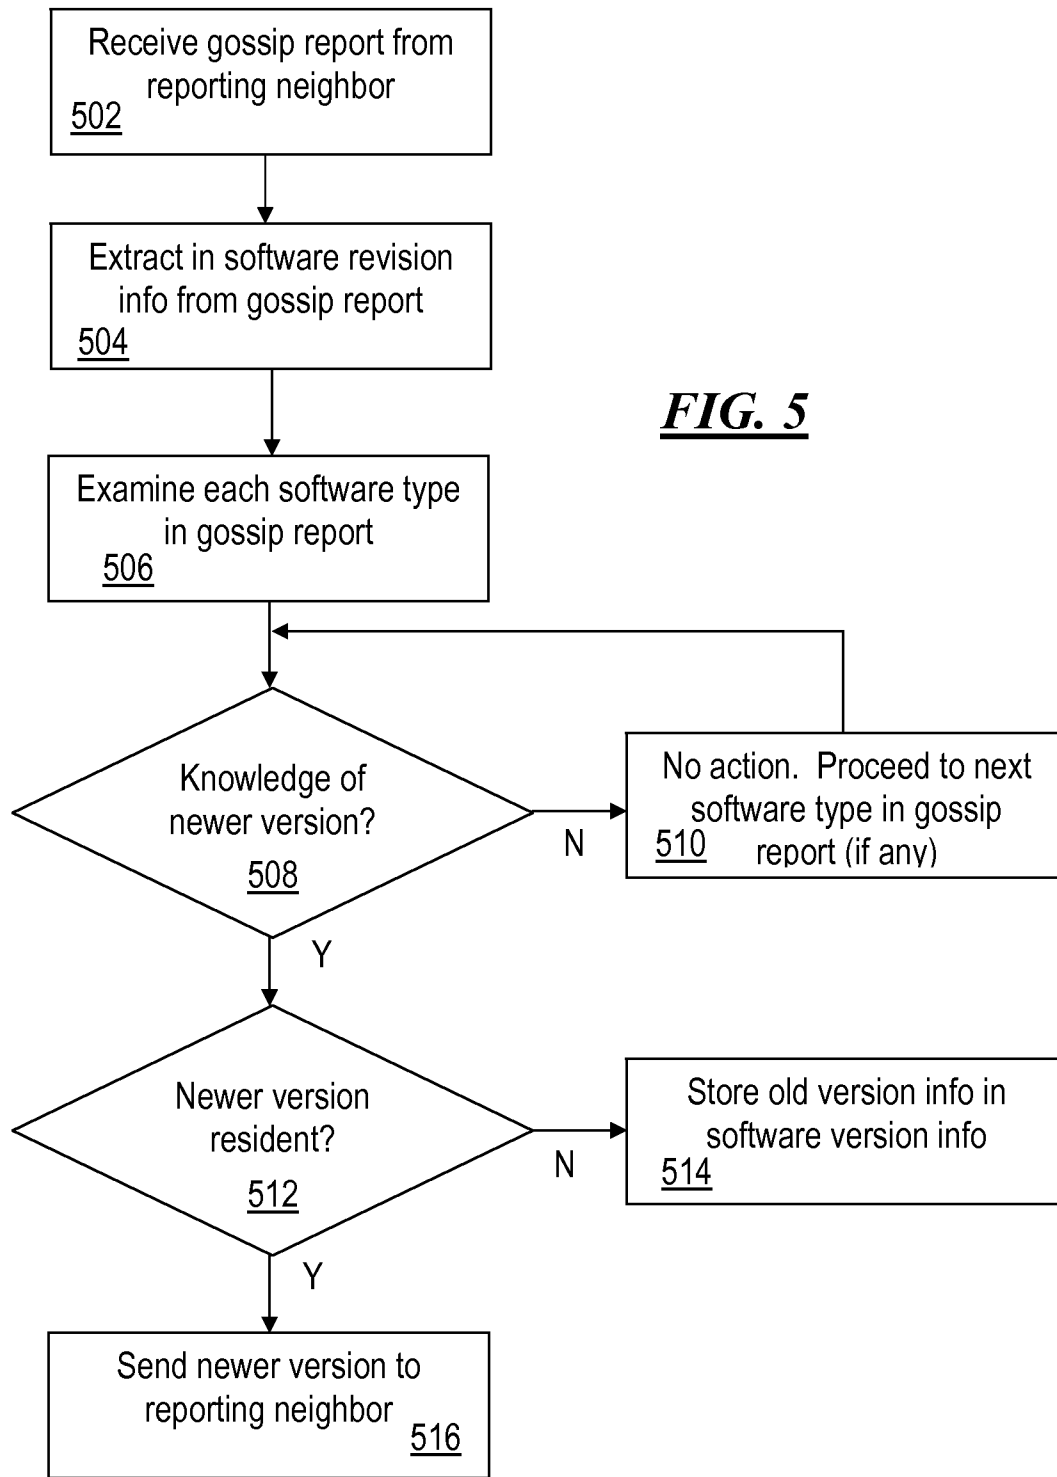 Receive gossip report from
reporting neighbor
502
Extract in software revision
info from gossip report
504
FIG. 5
Examine each software type
in gossip report
506
Knowledge of
newer version?
508
N
No action.  Proceed to next
software type in gossip
report (if any)
510
Y
Newer version
resident?
512
N
Store old version info in
software version info
514
Y
Send newer version to
reporting neighbor
516